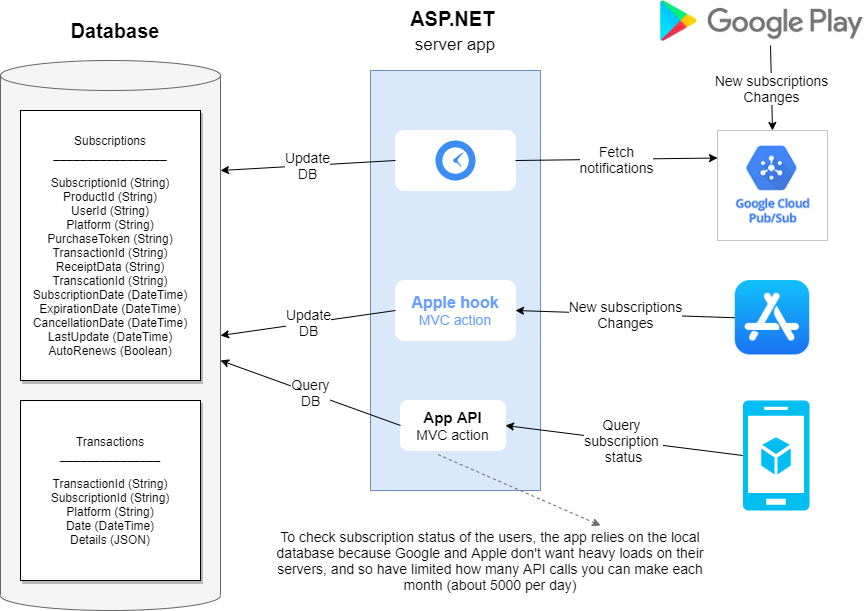 Database
ASP.NET
server app
Google Play
New subscriptions
Changes
Subscriptions
_________________
SubscriptionId (String)
ProductId (String)
UserId (String)
Platform (String)
PurchaseToken (String)
TransactionId (String)
ReceiptData (String)
TranscationId (String)
SubscriptionDate (DateTime)
ExpirationDate (DateTime)
CancellationDate (DateTime)
LastUpdate (DateTime)
AutoRenews (Boolean)
Update
DB
Fetch
notifications
Google Cloud
Pub/Sub
Update
DB
Apple hook
MVC action
New subscriptions
Changes
Query
DB
App API
MVC action
Query
subscription
status
Transactions
_______________
TransactionId (String)
SubscriptionId (String)
Platform (String)
Date (DateTime)
Details (JSON)
To check subscription status of the users, the app relies on the local
database because Google and Apple don't want heavy loads on their
servers, and so have limited how many API calls you can make each
month (about 5000 per day)